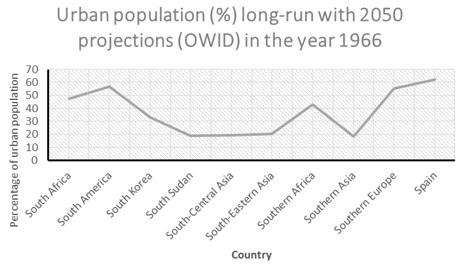 Urban population (%) long-run with 2050
projections (OWID) in the year 1966
Percentage of urban population
70
60
50
40
30
20
10
0
South Africa
South America
South Korea
South Sudan
South-Central Asia
South-Eastern Asia
Southern Africa
Southern Asia
Southern Europe
Spain
Country